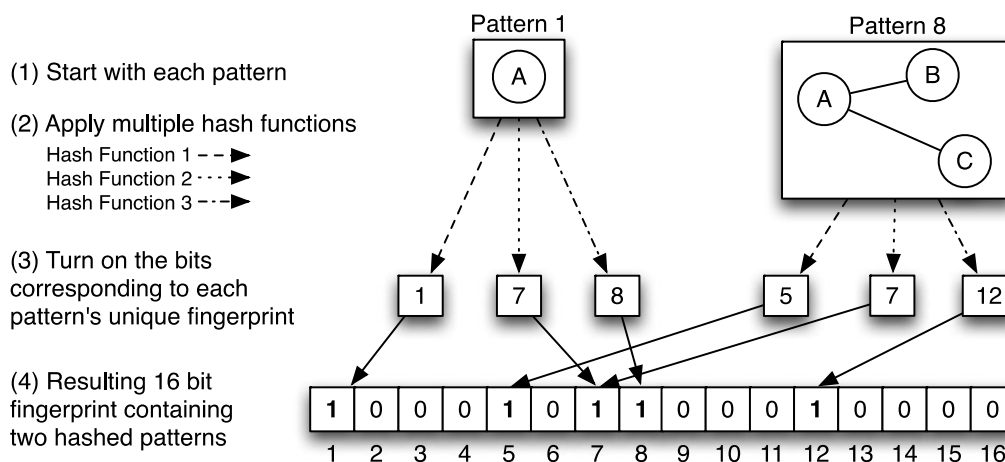 Pattern 1
Pattern 8
(1) Start with each pattern
A
A
B
C
(2) Apply multiple hash functions
Hash Function 1
Hash Function 2
Hash Function 3
(3) Turn on the bits
corresponding to each
pattern's unique fingerprint
1 7 8 5 7 12
(4) Resulting 16 bit
fingerprint containing
two hashed patterns
1 0 0 0 1 0 1 1 0 0 0 1 0 0 0 0
1 2 3 4 5 6 7 8 9 10 11 12 13 14 15 16